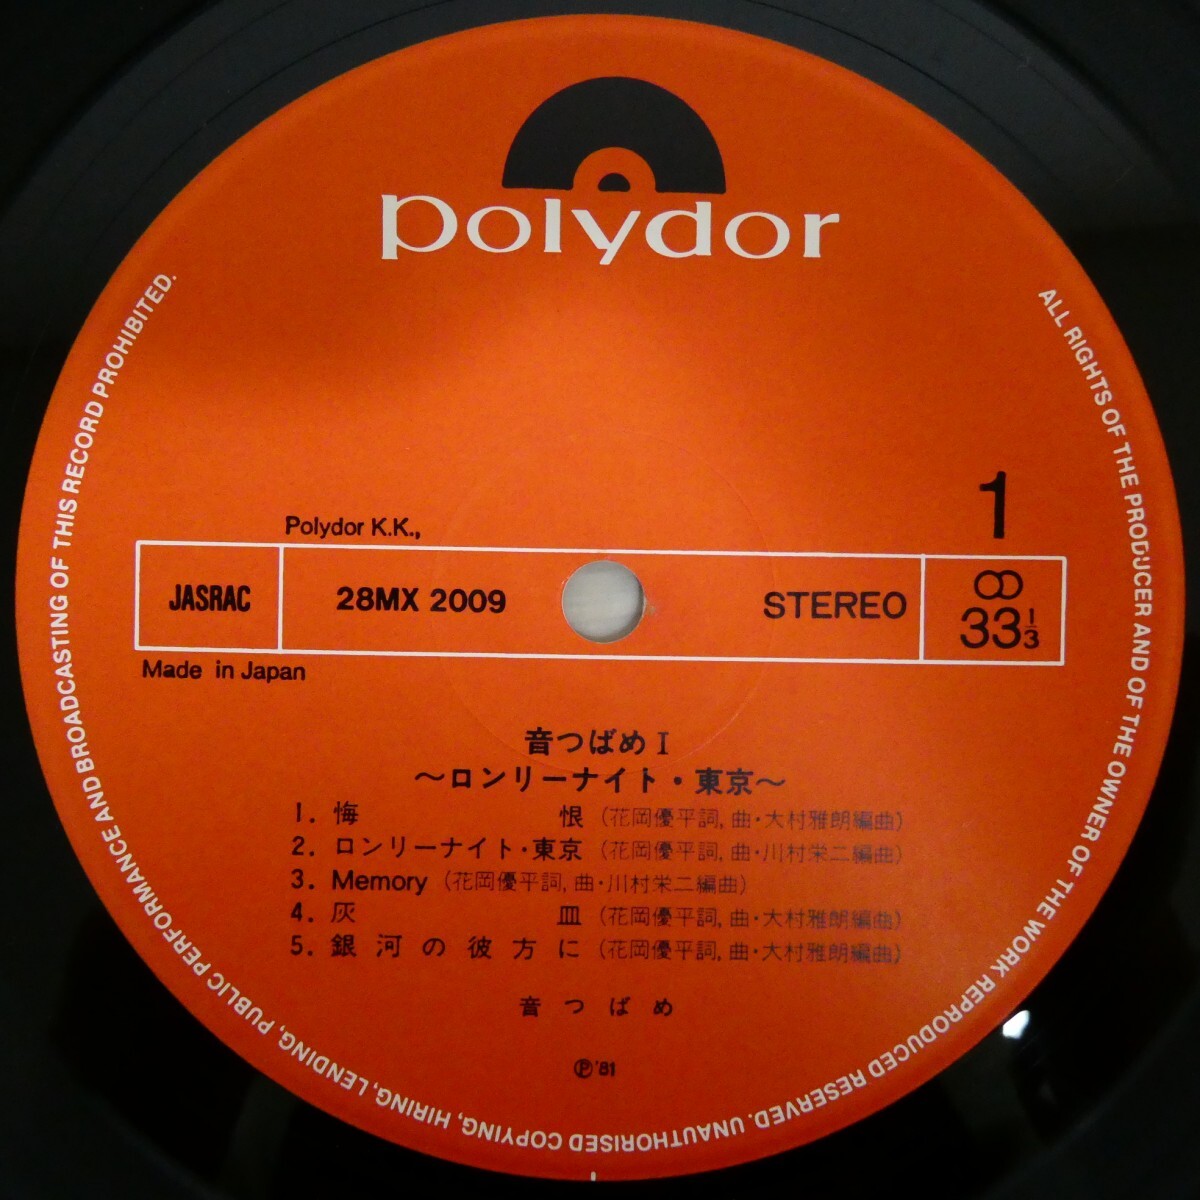 polydor
1
Polydor K.K.,
JASRAC
28MX 2009
STEREO
33 1/3
Made in Japan
音つばめ I
〜ロンリーナイト・東京〜
1. 悔 恨 (花岡優平詞, 曲・大村雅朗編曲)
2. ロンリーナイト・東京 (花岡優平詞, 曲・川村栄二編曲)
3. Memory (花岡優平詞, 曲・川村栄二編曲)
4. 灰 皿 (花岡優平詞, 曲・大村雅朗編曲)
5. 銀河の彼方に (花岡優平詞, 曲・大村雅朗編曲)
音つばめ
Ⓟ'81
ALL RIGHTS OF THE PRODUCER AND OF THE OWNER OF THE WORK REPRODUCED RESERVED. UNAUTHORISED COPYING, HIRING, LENDING, PUBLIC PERFORMANCE AND BROADCASTING OF THIS RECORD PROHIBITED.